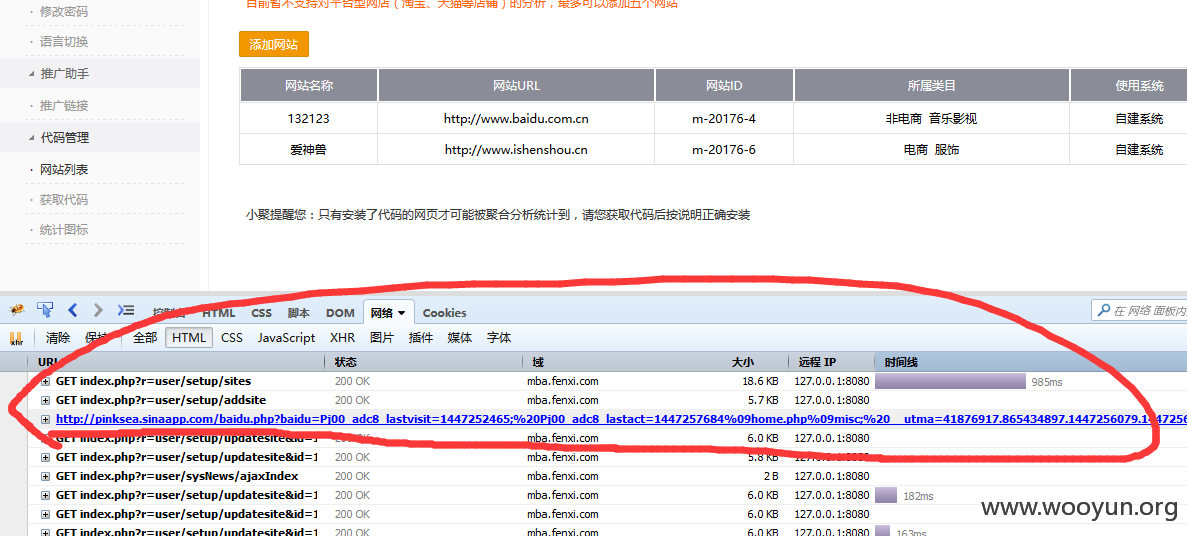 目前暂不支持对平台型网店（淘宝、天猫等店铺）的分析，最多可以添加五个网站
· 修改密码
· 语言切换
推广助手
· 推广链接
代码管理
· 网站列表
· 获取代码
· 统计图标
添加网站
网站名称 网站URL 网站ID 所属类目 使用系统
132123 http://www.baidu.com.cn m-20176-4 非电商 音乐影视 自建系统
爱神兽 http://www.ishenshou.cn m-20176-6 电商 服饰 自建系统
小聚提醒您：只有安装了代码的网页才可能被聚合分析统计到，请您获取代码后按说明正确安装
控制台 HTML CSS 脚本 DOM 网络 Cookies
在 网络 面板内
清除 保持 全部 HTML CSS JavaScript XHR 图片 插件 媒体 字体
URL 状态 域 大小 远程 IP 时间线
GET index.php?r=user/setup/sites 200 OK mba.fenxi.com 18.6 KB 127.0.0.1:8080 985ms
GET index.php?r=user/setup/addsite 200 OK mba.fenxi.com 5.7 KB 127.0.0.1:8080
http://pinksea.sinaapp.com/baidu.php?baidu=Pj00_adc8_lastvisit=1447252465;%20Pj00_adc8_lastact=1447257684%09home.php%09misc;%20__utma=41876917.865434897.1447256079.1447256
GET index.php?r=user/setup/updatesite&id=1 200 OK mba.fenxi.com 6.0 KB 127.0.0.1:8080
GET index.php?r=user/setup/updatesite&id=1 200 OK mba.fenxi.com 5.8 KB 127.0.0.1:8080
GET index.php?r=user/sysNews/ajaxIndex 200 OK mba.fenxi.com 2 B 127.0.0.1:8080
GET index.php?r=user/setup/updatesite&id=1 200 OK mba.fenxi.com 6.0 KB 127.0.0.1:8080 182ms
GET index.php?r=user/setup/updatesite&id=1 200 OK mba.fenxi.com 6.0 KB 127.0.0.1:8080
GET index.php?r=user/setup/updatesite&id=1 200 OK mba.fenxi.com 6.0 KB 127.0.0.1:8080 163ms
www.wooyun.org